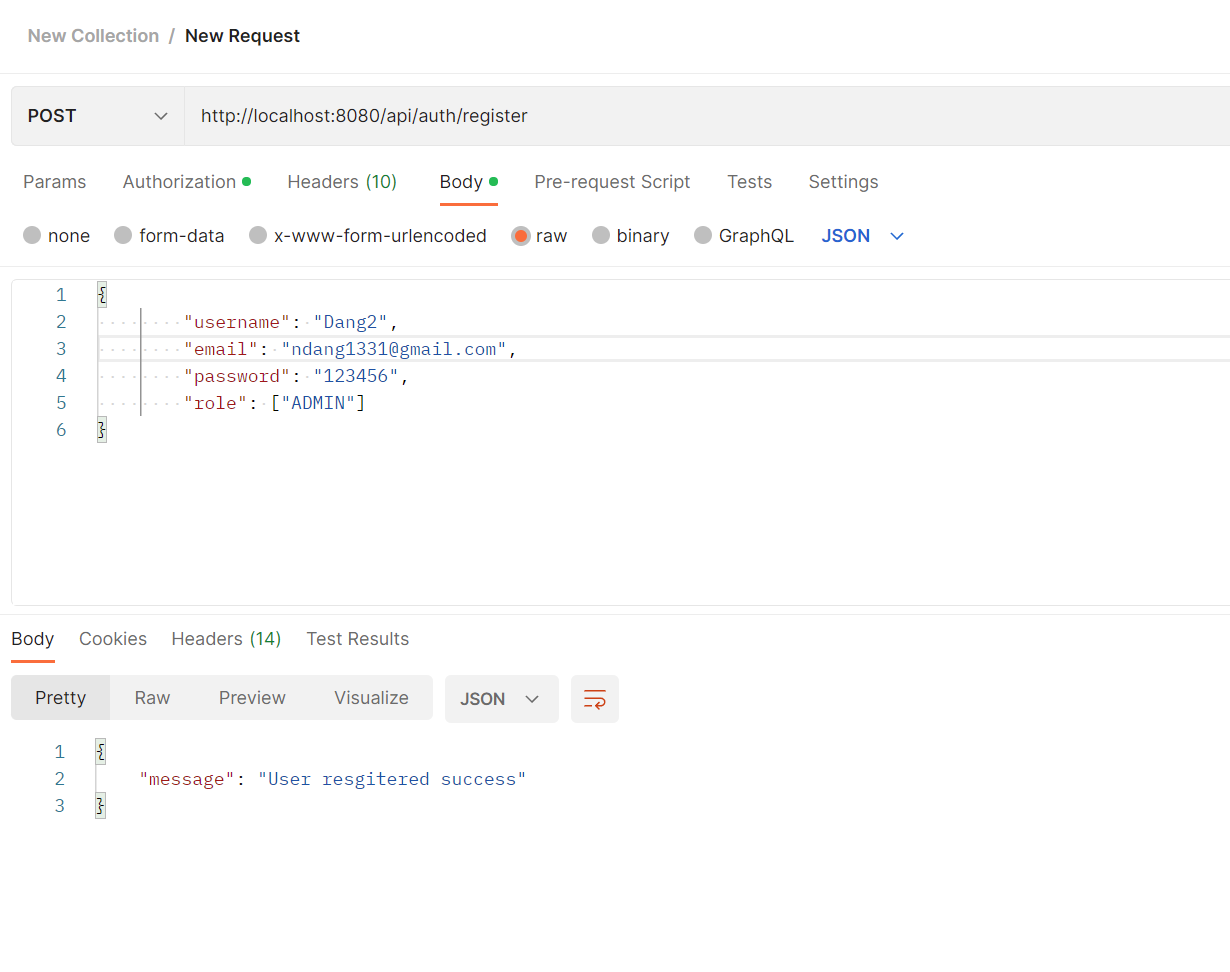 New Collection / New Request
POST http://localhost:8080/api/auth/register
Params Authorization Headers (10) Body Pre-request Script Tests Settings
none form-data x-www-form-urlencoded raw binary GraphQL JSON
1 {
2 "username": "Dang2",
3 "email": "ndang1331@gmail.com",
4 "password": "123456",
5 "role": ["ADMIN"]
6 }
Body Cookies Headers (14) Test Results
Pretty Raw Preview Visualize JSON
1 {
2 "message": "User resgitered success"
3 }